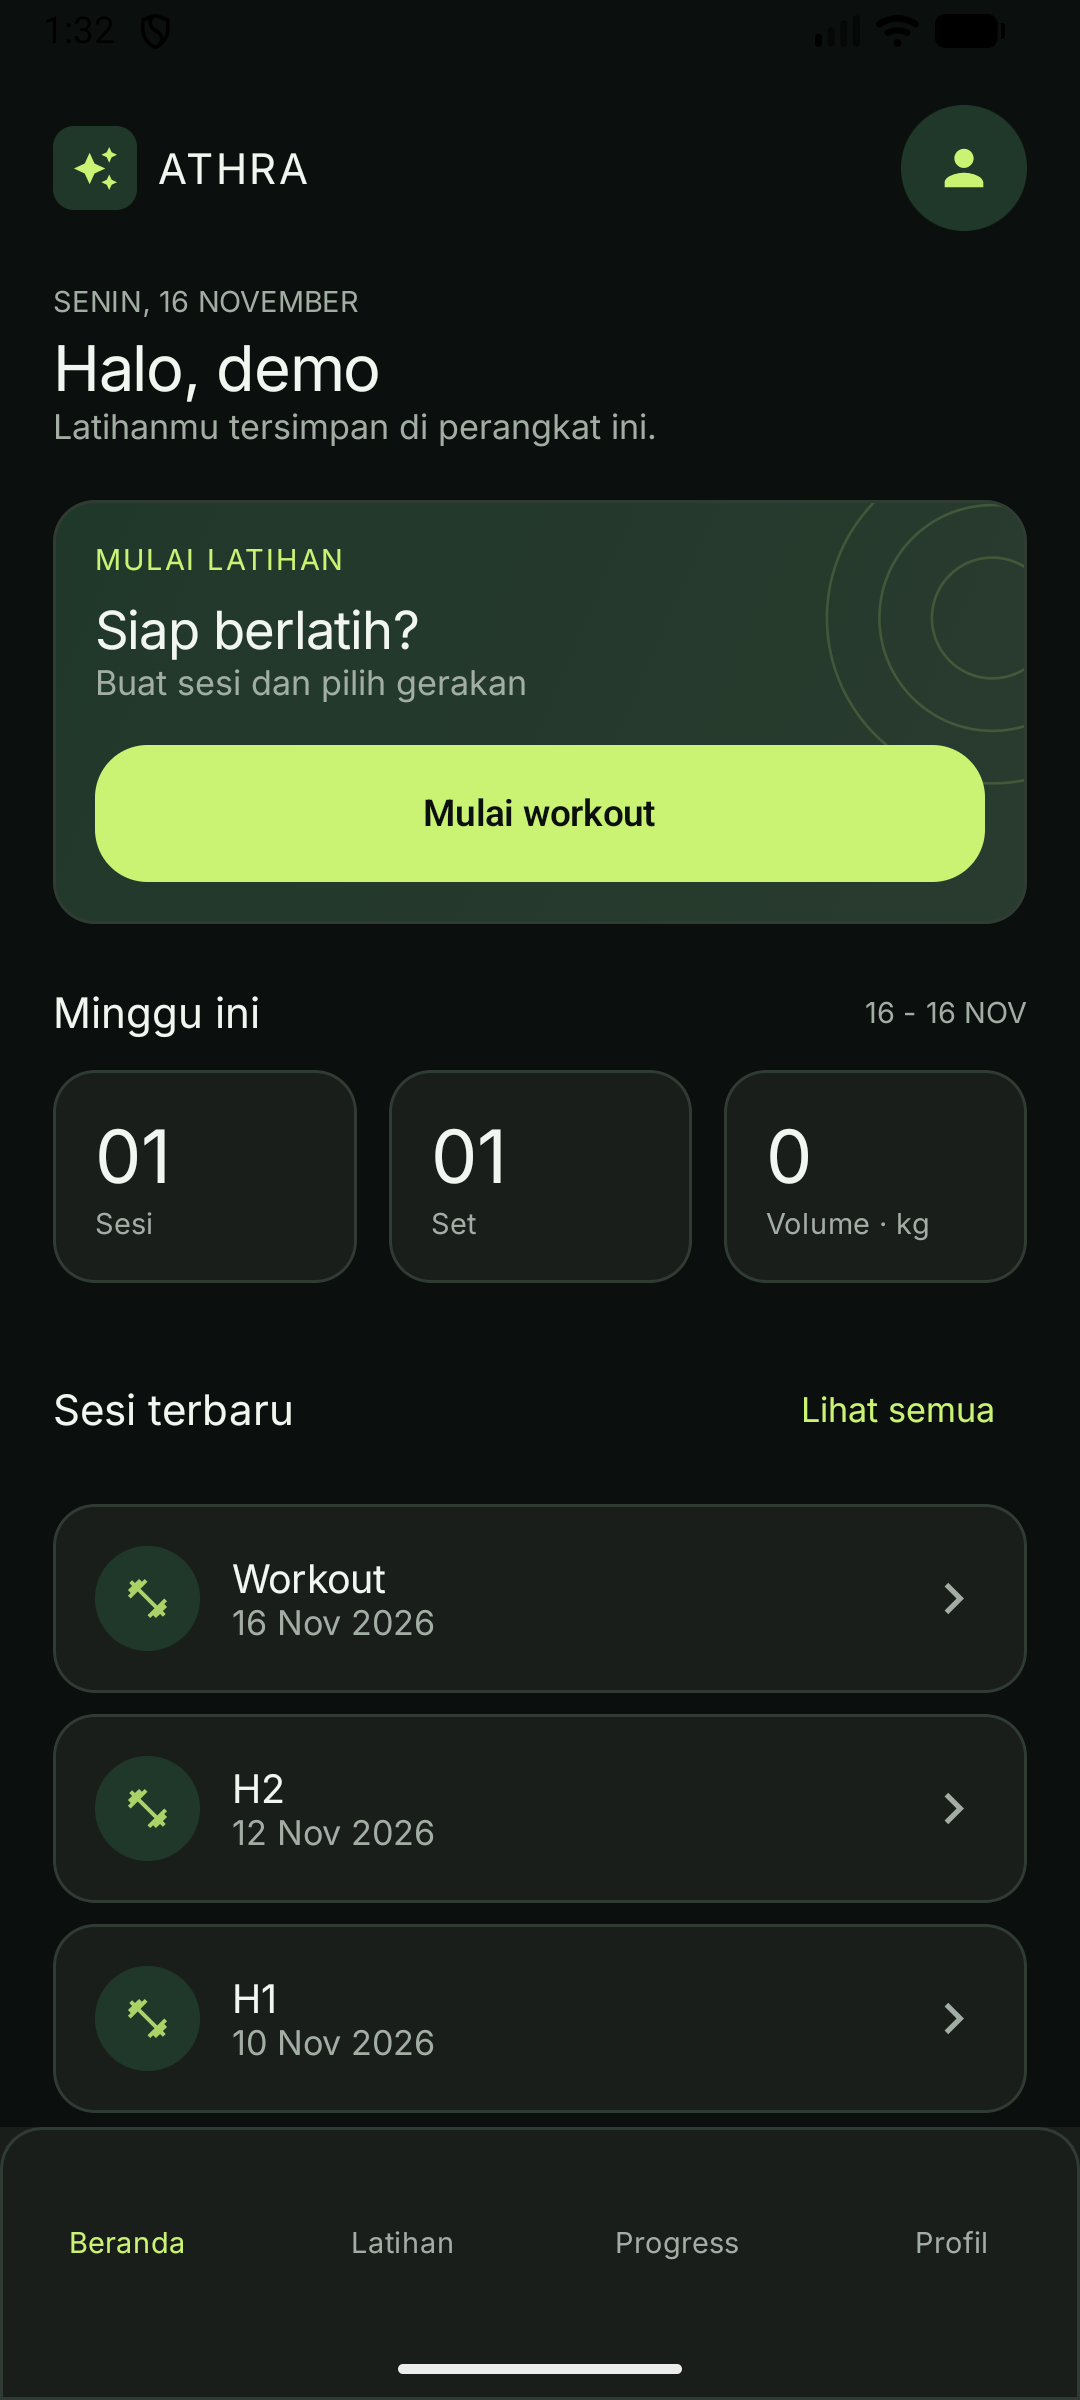 1:32
ATHRA
SENIN, 16 NOVEMBER
Halo, demo
Latihanmu tersimpan di perangkat ini.
MULAI LATIHAN
Siap berlatih?
Buat sesi dan pilih gerakan
Mulai workout
Minggu ini
16 - 16 NOV
01
Sesi
01
Set
0
Volume · kg
Sesi terbaru
Lihat semua
Workout
16 Nov 2026
H2
12 Nov 2026
H1
10 Nov 2026
Beranda
Latihan
Progress
Profil